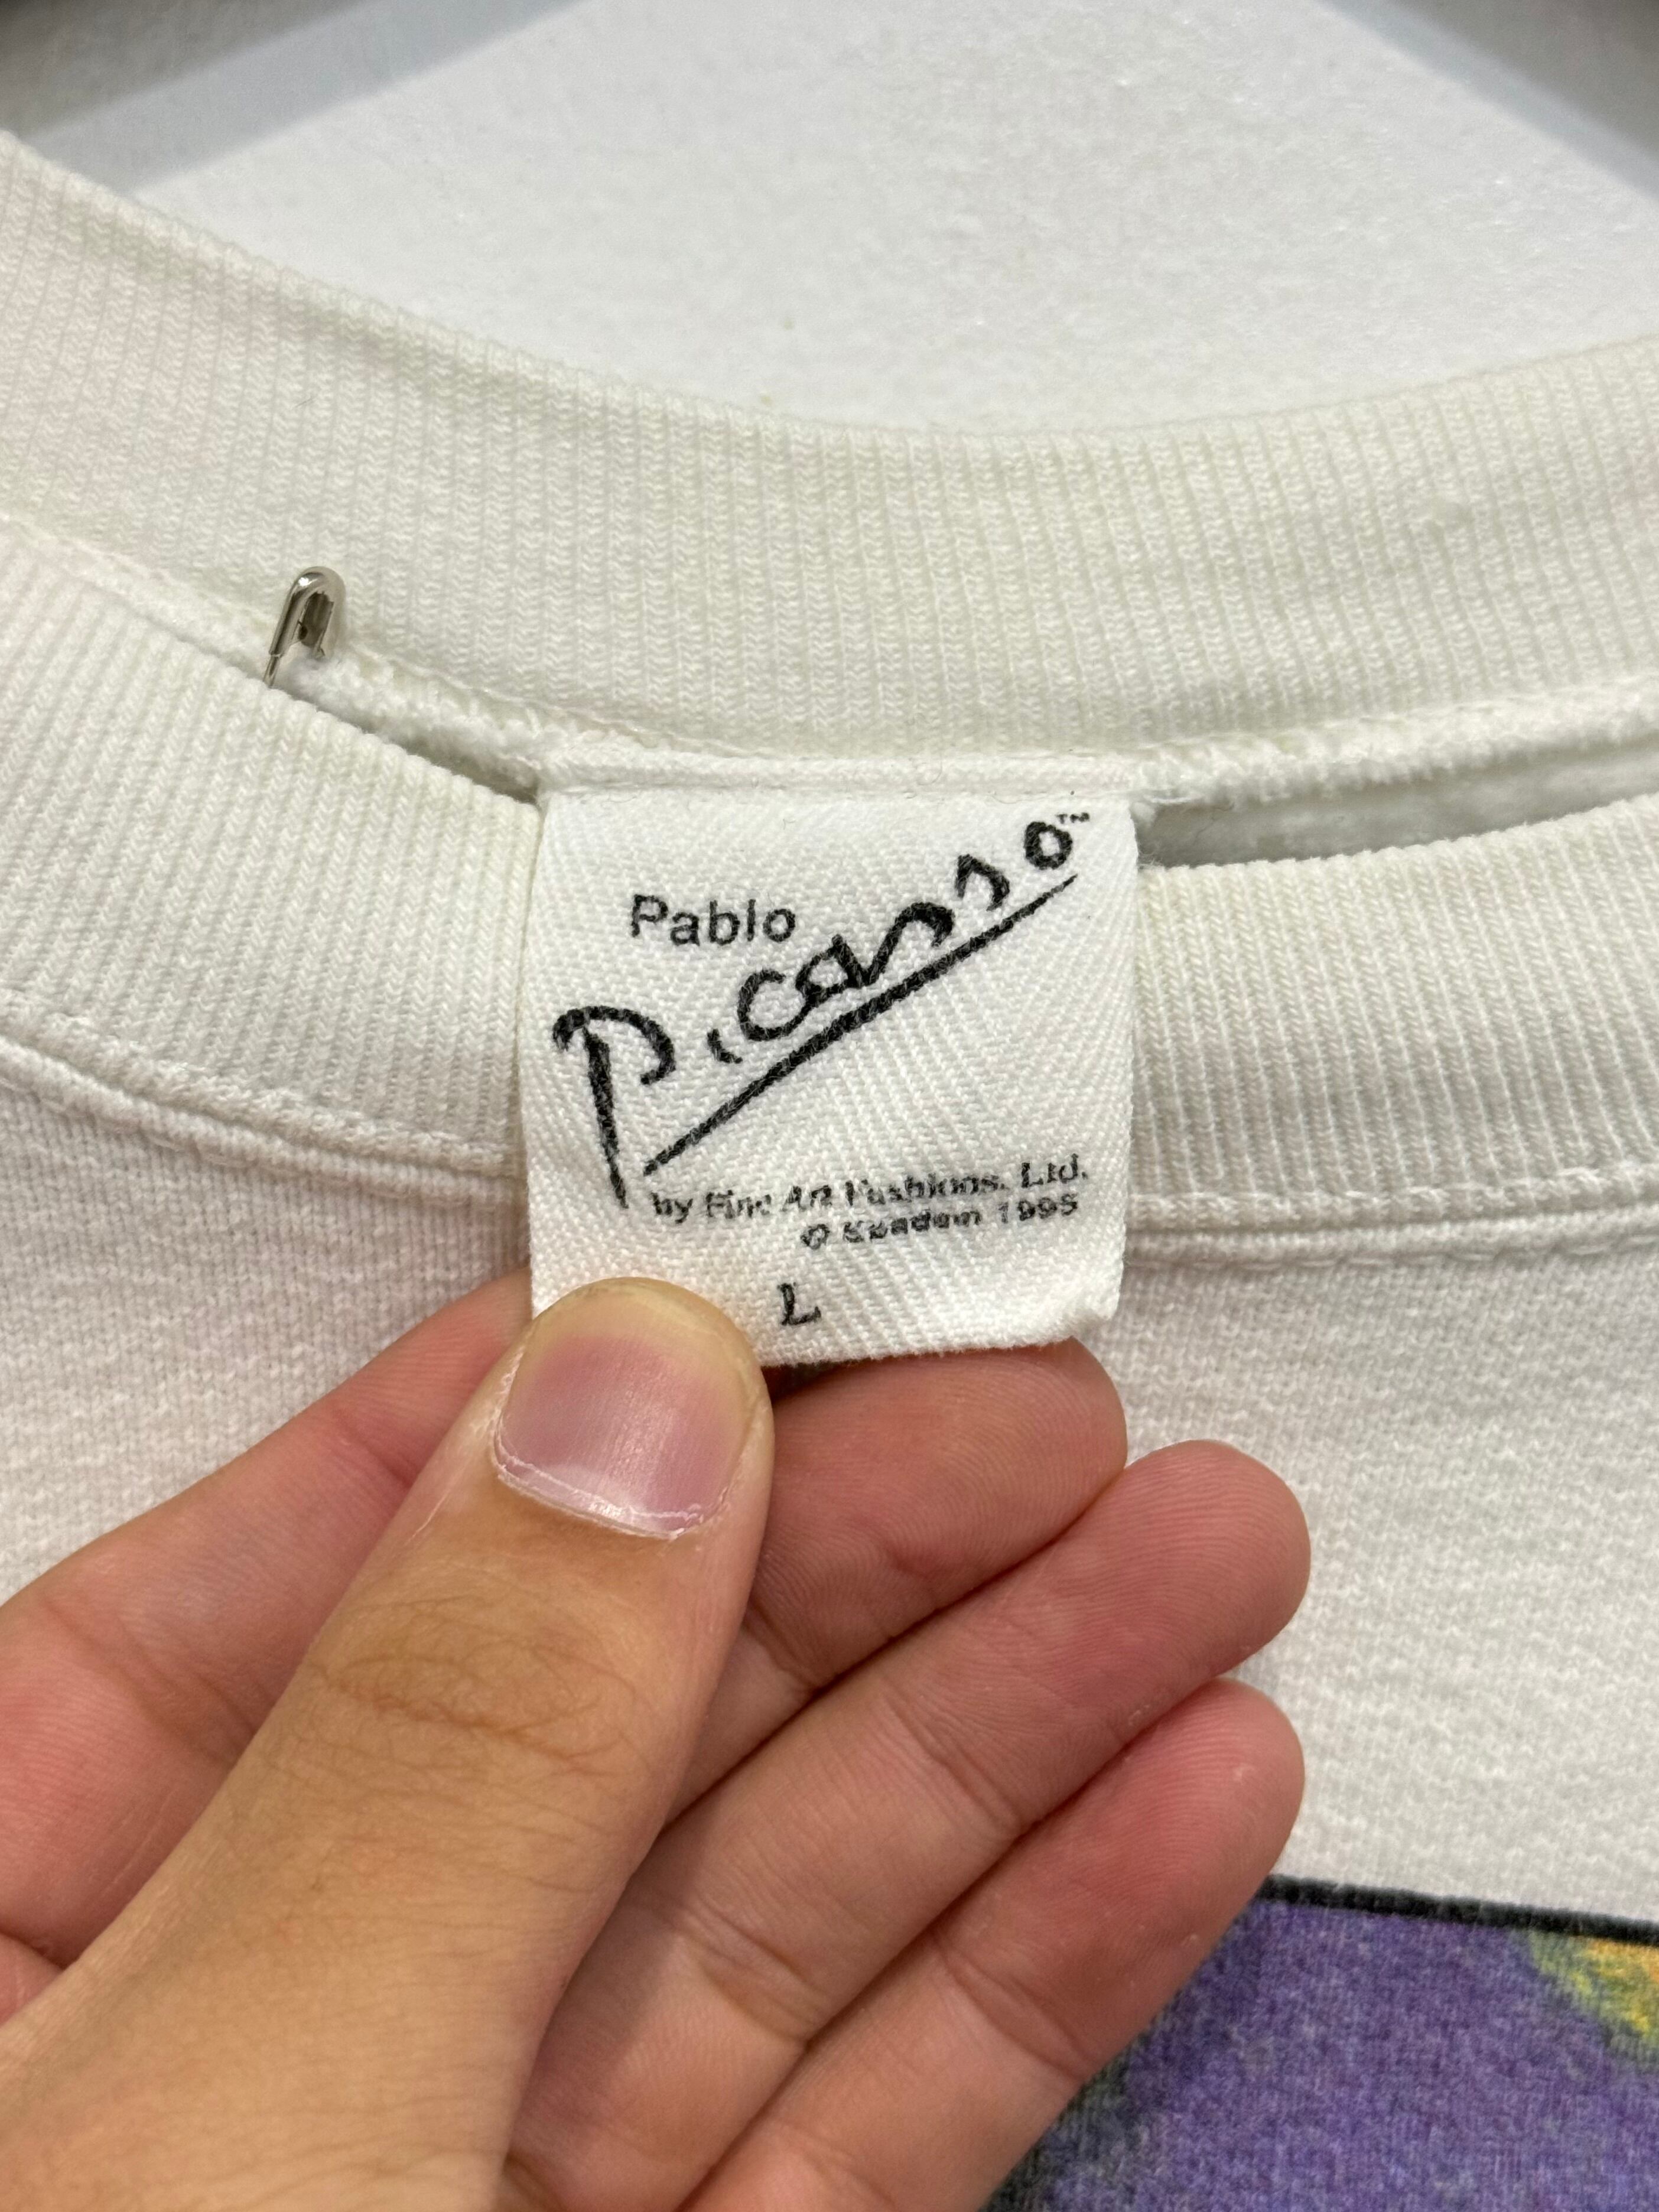 Pablo
Picasso™
by Fine Art Fashions, Ltd.
© Spadem 1995
L